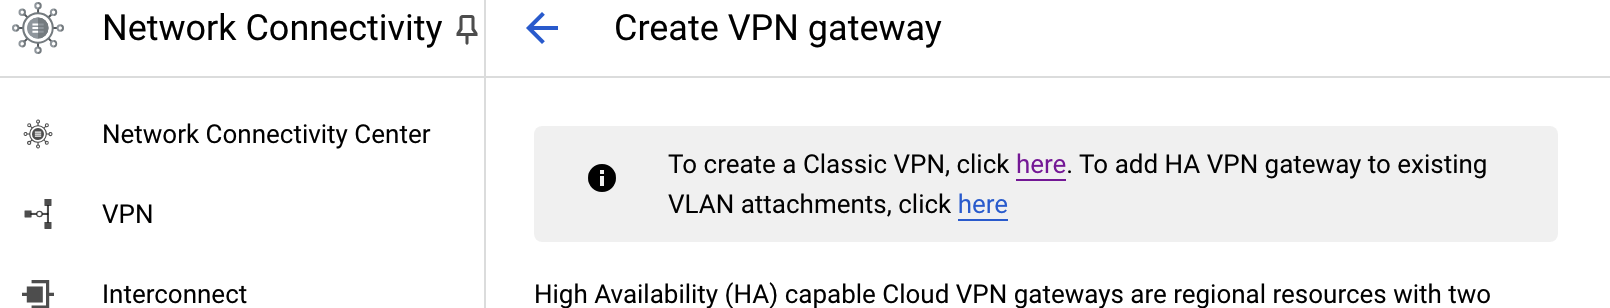 Network Connectivity
Create VPN gateway
Network Connectivity Center
VPN
Interconnect
To create a Classic VPN, click here. To add HA VPN gateway to existing
VLAN attachments, click here
High Availability (HA) capable Cloud VPN gateways are regional resources with two